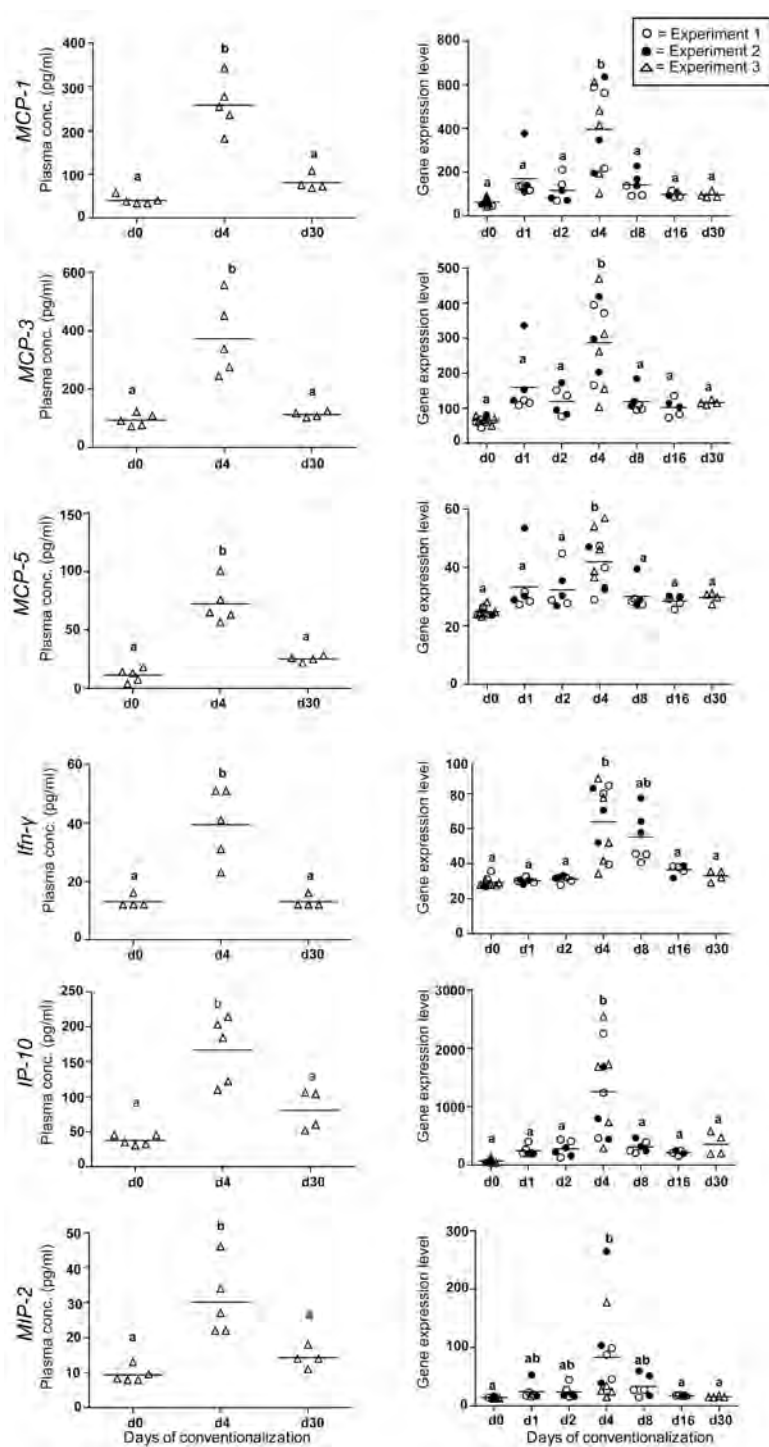 ○ = Experiment 1
● = Experiment 2
△ = Experiment 3
MCP-1
Plasma conc. (pg/ml)
400
300
200
100
0
a
b
a
d0 d4 d30
Gene expression level
800
600
400
200
0
a a a b a a a
d0 d1 d2 d4 d8 d16 d30
MCP-3
Plasma conc. (pg/ml)
600
400
200
0
a
b
a
d0 d4 d30
Gene expression level
500
400
300
200
100
0
a a a b a a a
d0 d1 d2 d4 d8 d16 d30
MCP-5
Plasma conc. (pg/ml)
150
100
50
0
a
b
a
d0 d4 d30
Gene expression level
60
40
20
0
a a a b a a a
d0 d1 d2 d4 d8 d16 d30
Ifn-γ
Plasma conc. (pg/ml)
60
40
20
0
a
b
a
d0 d4 d30
Gene expression level
100
80
60
40
20
0
a a a b ab a a
d0 d1 d2 d4 d8 d16 d30
IP-10
Plasma conc. (pg/ml)
250
200
150
100
50
0
a
b
a
d0 d4 d30
Gene expression level
3000
2000
1000
0
a a a b a a a
d0 d1 d2 d4 d8 d16 d30
MIP-2
Plasma conc. (pg/ml)
50
40
30
20
10
0
a
b
a
d0 d4 d30
Days of conventionalization
Gene expression level
300
200
100
0
a ab ab b ab a a
d0 d1 d2 d4 d8 d16 d30
Days of conventionalization